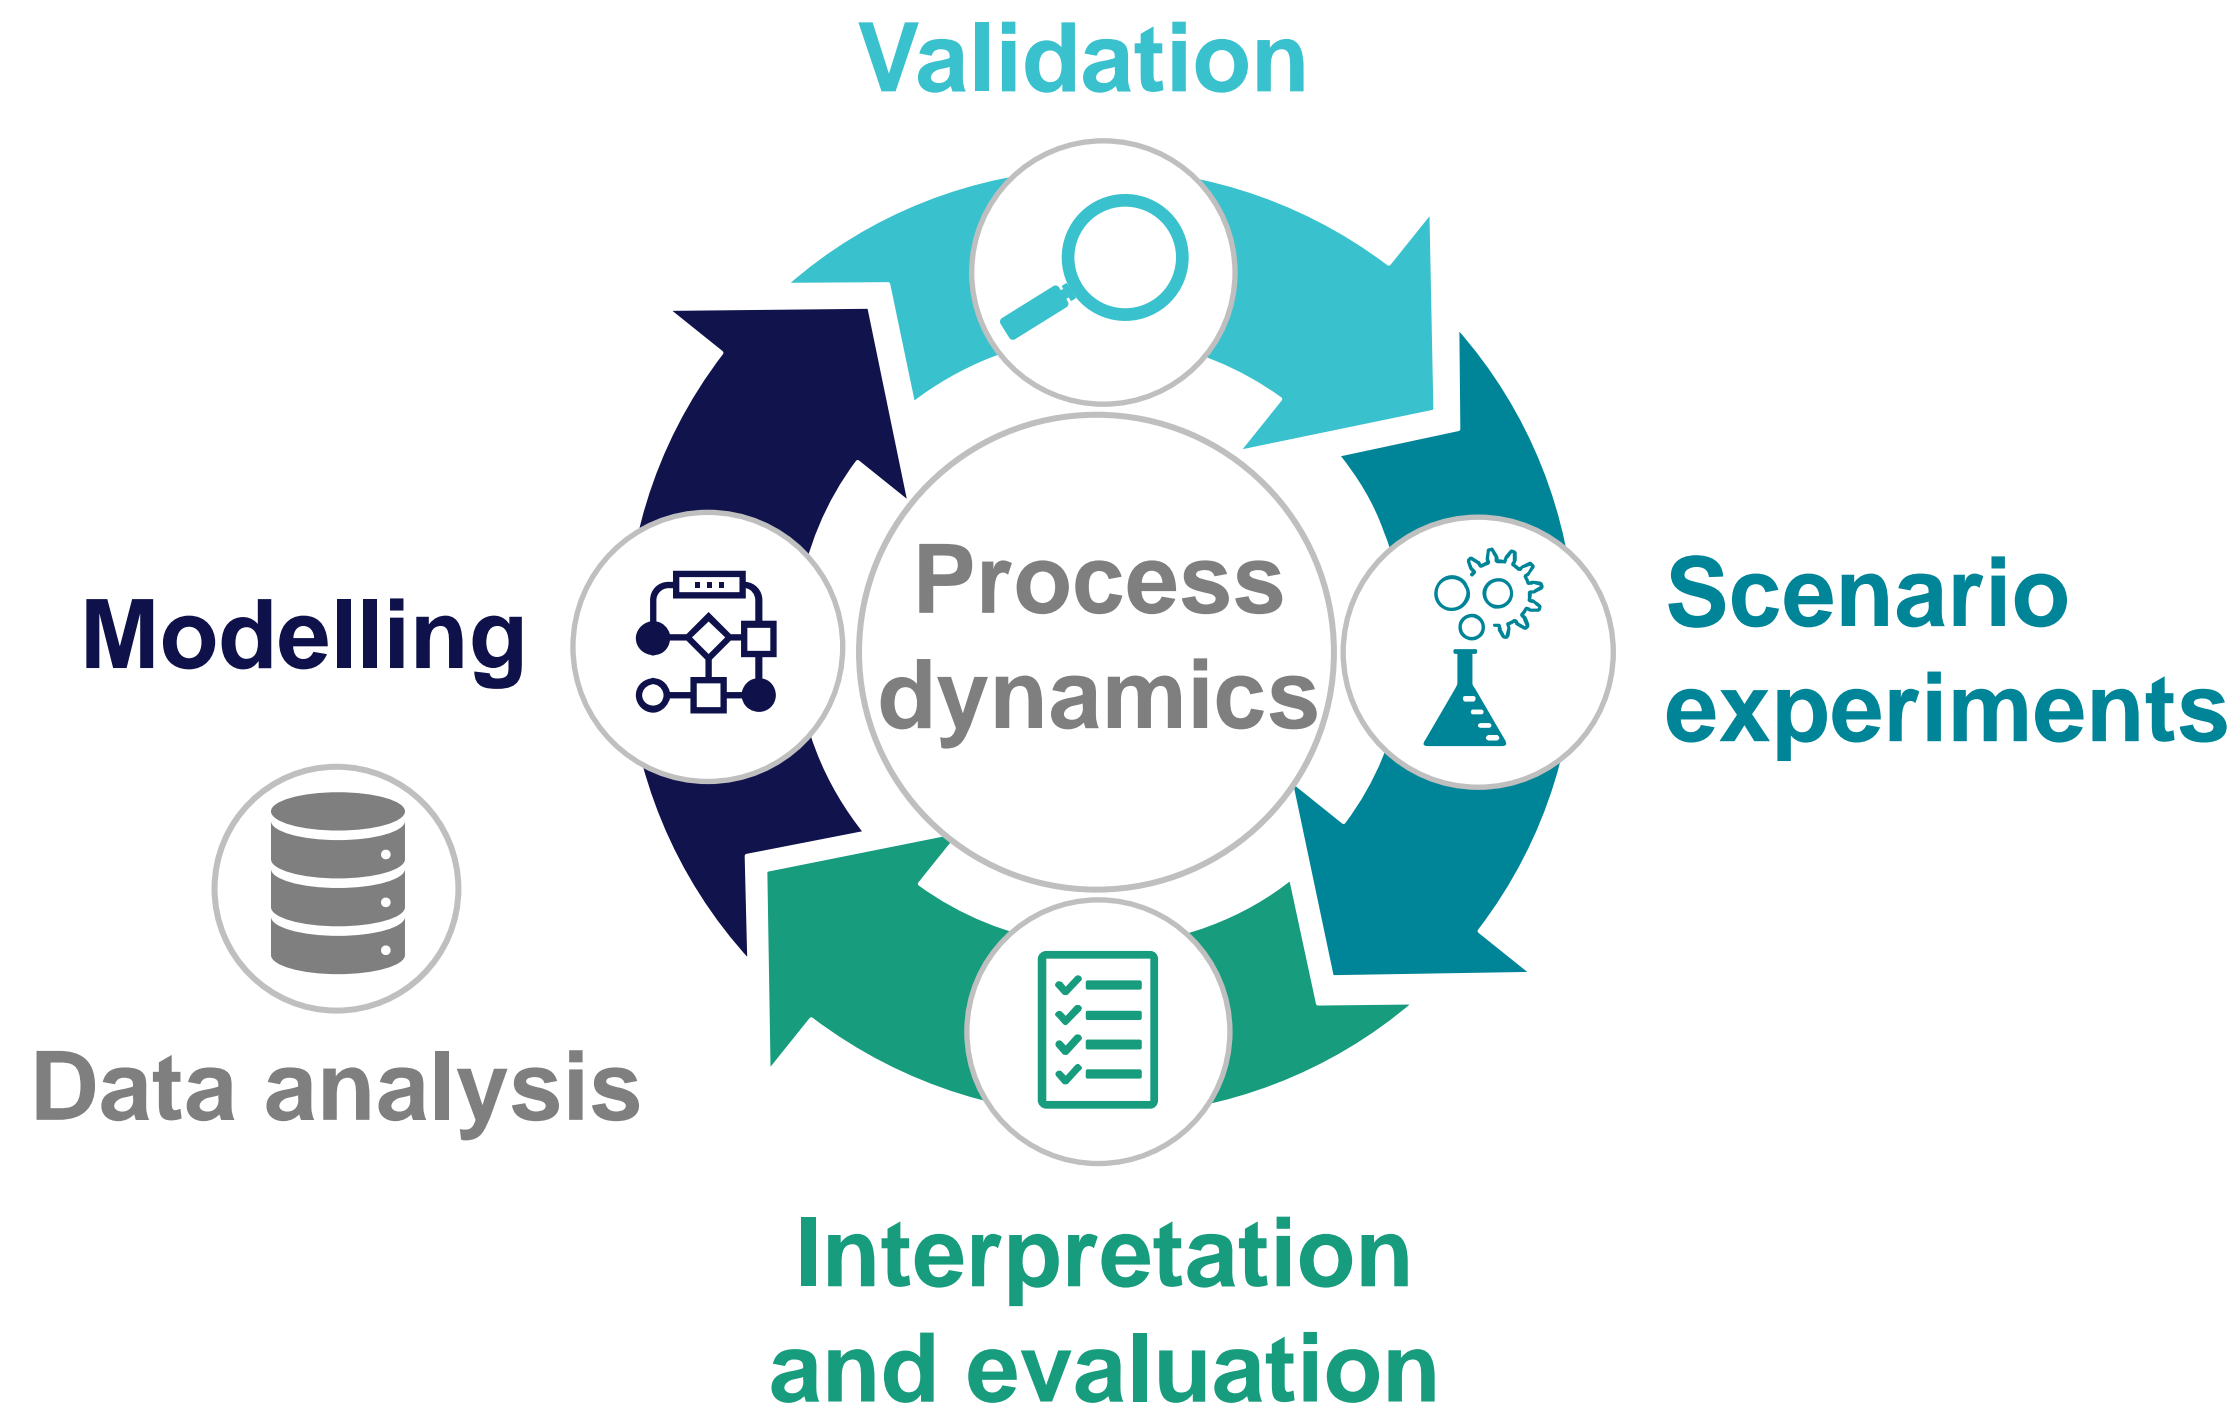 Validation
Process
dynamics
Modelling
Scenario
experiments
Data analysis
Interpretation
and evaluation